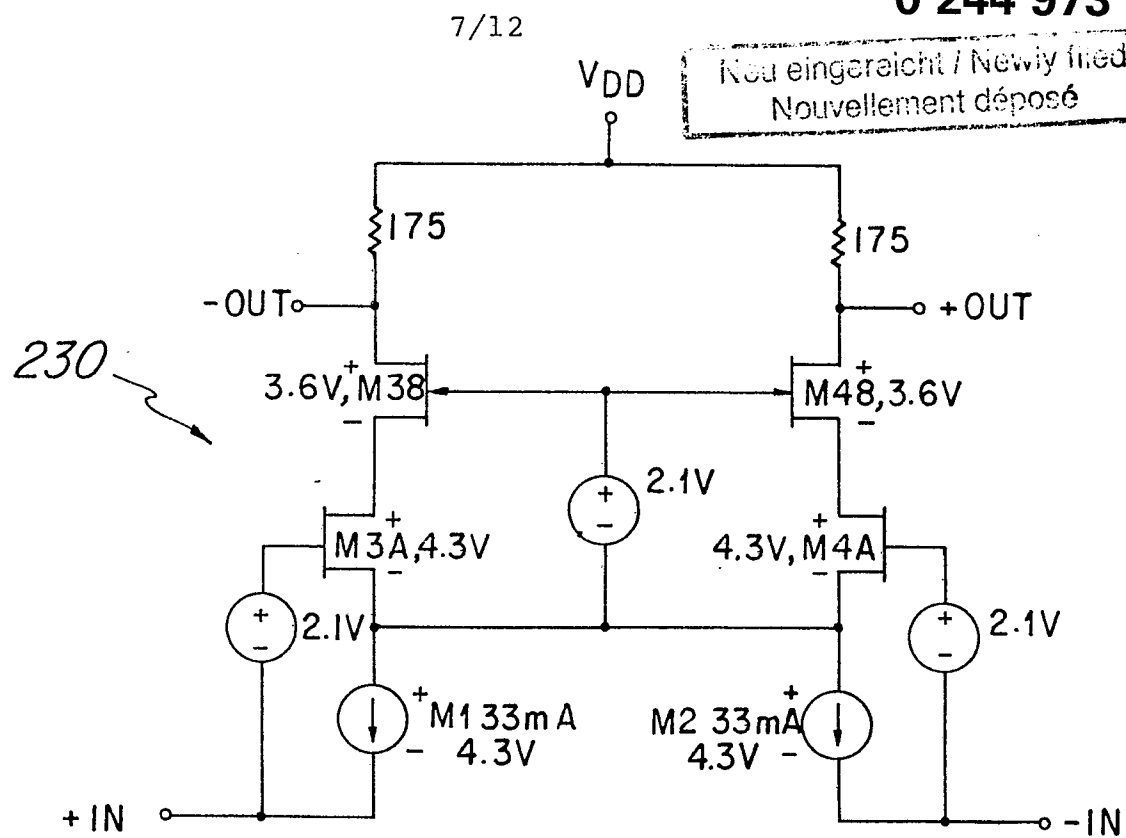 7/12
0 244 973
Neu eingereicht / Newly filed
Nouvellement déposé
VDD
175
175
-OUT
+OUT
230
3.6V, M38
M48, 3.6V
2.1V
M3A, 4.3V
4.3V, M4A
2.1V
2.1V
M1 33mA
4.3V
M2 33mA
4.3V
+IN
-IN